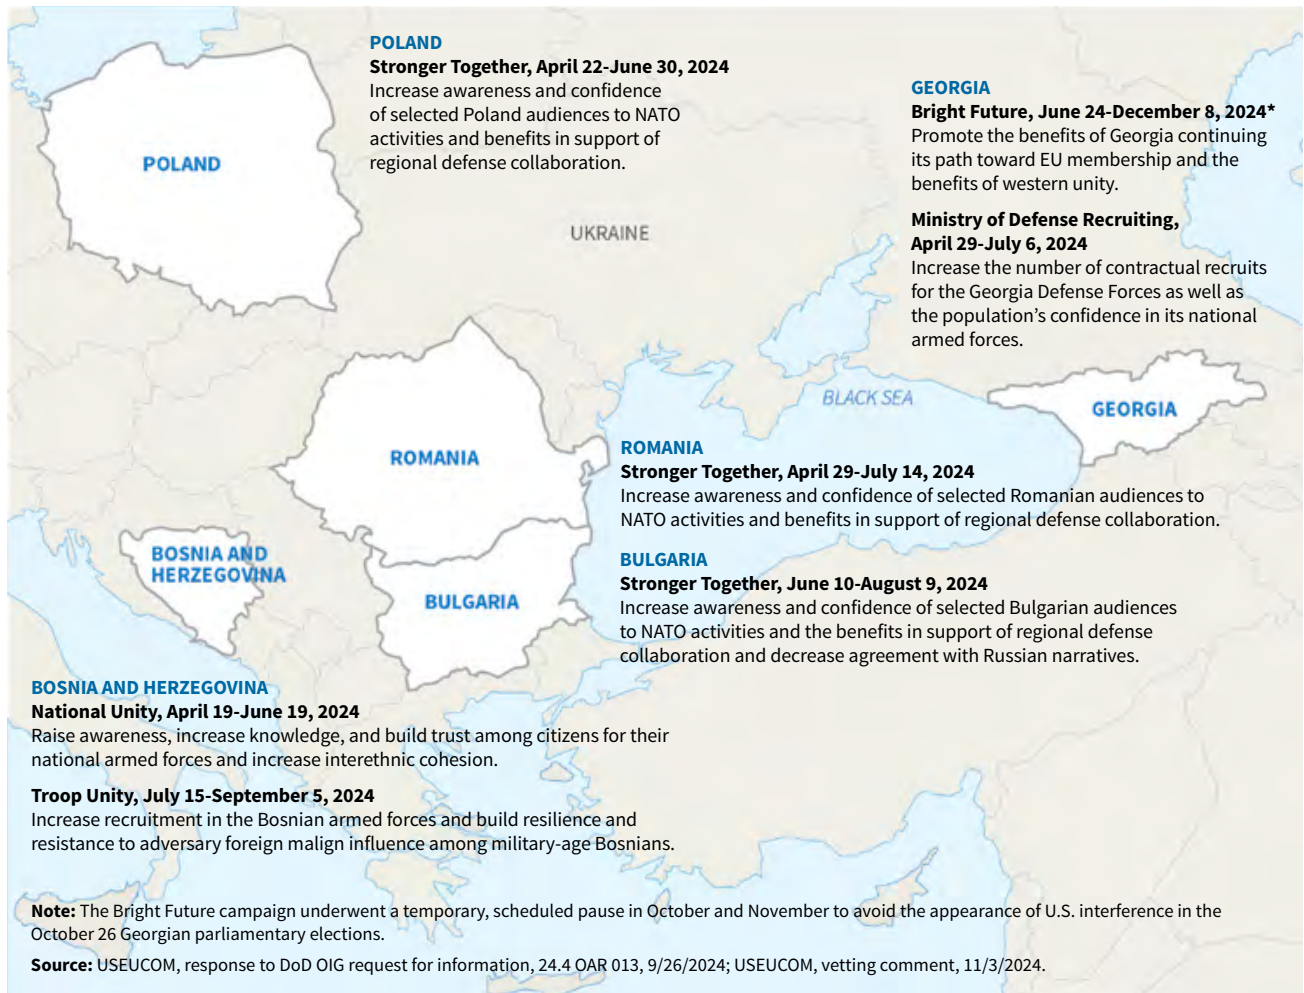 POLAND
Stronger Together, April 22-June 30, 2024
Increase awareness and confidence
of selected Poland audiences to NATO
activities and benefits in support of
regional defense collaboration.
GEORGIA
Bright Future, June 24-December 8, 2024*
Promote the benefits of Georgia continuing
its path toward EU membership and the
benefits of western unity.
Ministry of Defense Recruiting,
April 29-July 6, 2024
Increase the number of contractual recruits
for the Georgia Defense Forces as well as
the population’s confidence in its national
armed forces.
POLAND
UKRAINE
BLACK SEA
GEORGIA
ROMANIA
ROMANIA
Stronger Together, April 29-July 14, 2024
Increase awareness and confidence of selected Romanian audiences to
NATO activities and benefits in support of regional defense collaboration.
BOSNIA AND
HERZEGOVINA
BULGARIA
BULGARIA
Stronger Together, June 10-August 9, 2024
Increase awareness and confidence of selected Bulgarian audiences
to NATO activities and the benefits in support of regional defense
collaboration and decrease agreement with Russian narratives.
BOSNIA AND HERZEGOVINA
National Unity, April 19-June 19, 2024
Raise awareness, increase knowledge, and build trust among citizens for their
national armed forces and increase interethnic cohesion.
Troop Unity, July 15-September 5, 2024
Increase recruitment in the Bosnian armed forces and build resilience and
resistance to adversary foreign malign influence among military-age Bosnians.
Note: The Bright Future campaign underwent a temporary, scheduled pause in October and November to avoid the appearance of U.S. interference in the
October 26 Georgian parliamentary elections.
Source: USEUCOM, response to DoD OIG request for information, 24.4 OAR 013, 9/26/2024; USEUCOM, vetting comment, 11/3/2024.